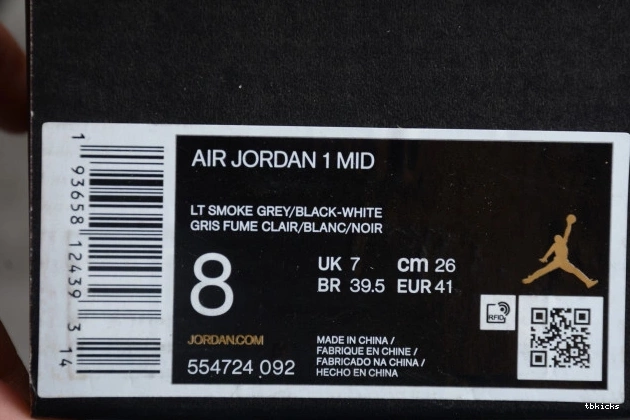 AIR JORDAN 1 MID
LT SMOKE GREY/BLACK-WHITE
GRIS FUME CLAIR/BLANC/NOIR
8
UK 7 cm 26
BR 39.5 EUR 41
RFID
JORDAN.COM
554724 092
MADE IN CHINA /
FABRIQUE EN CHINE /
FABRICADO NA CHINA /
HECHO EN CHINA
1 93658 12439 3 14
tbkicks